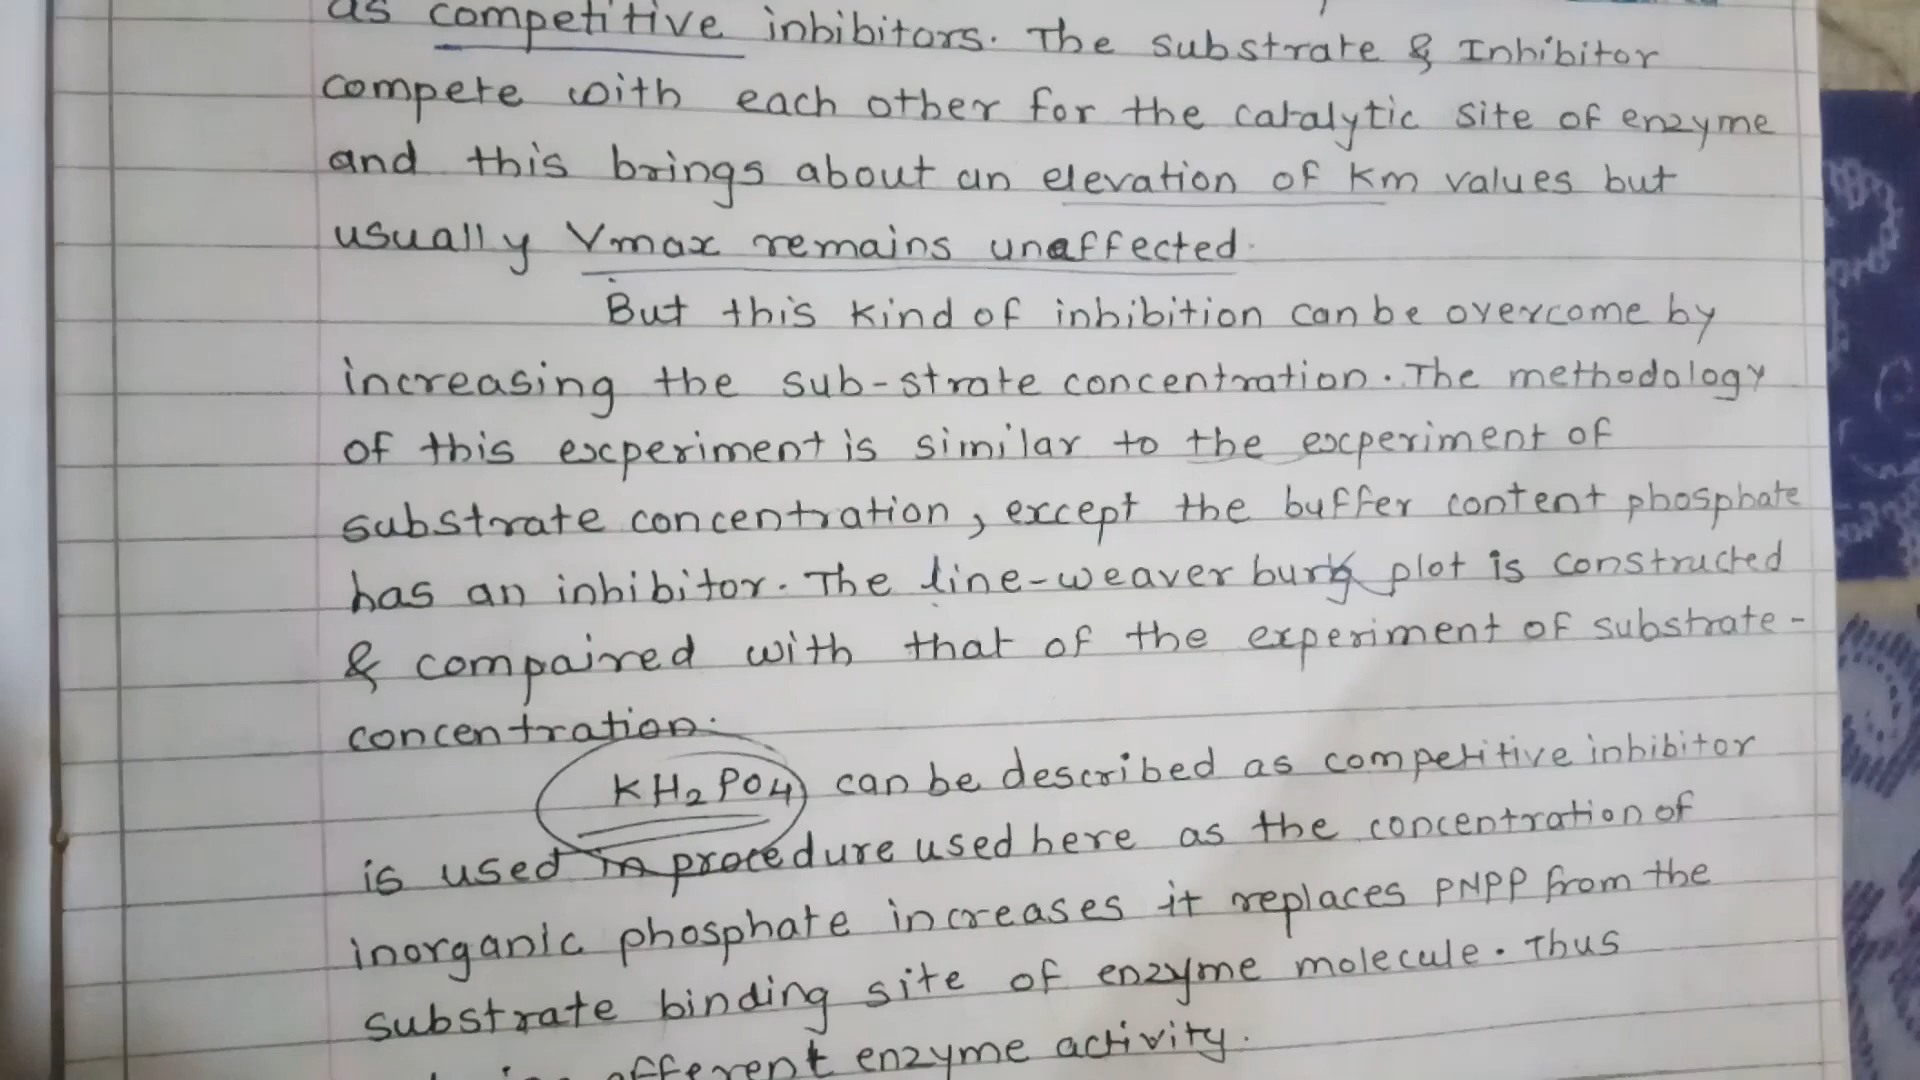 as competitive inhibitors. The substrate & Inhibitor
compete with each other for the catalytic site of enzyme
and this brings about an elevation of Km values but
usually Vmax remains unaffected.
But this kind of inhibition can be overcome by
increasing the sub-strate concentration. The methodology
of this experiment is similar to the experiment of
substrate concentration, except the buffer content phosphate
has an inhibitor. The line-weaver burk plot is constructed
& compaired with that of the experiment of substrate-
concentration.
KH2PO4 can be described as competitive inhibitor
is used in procedure used here as the concentration of
inorganic phosphate increases it replaces PNPP from the
substrate binding site of enzyme molecule. Thus
enzyme activity.